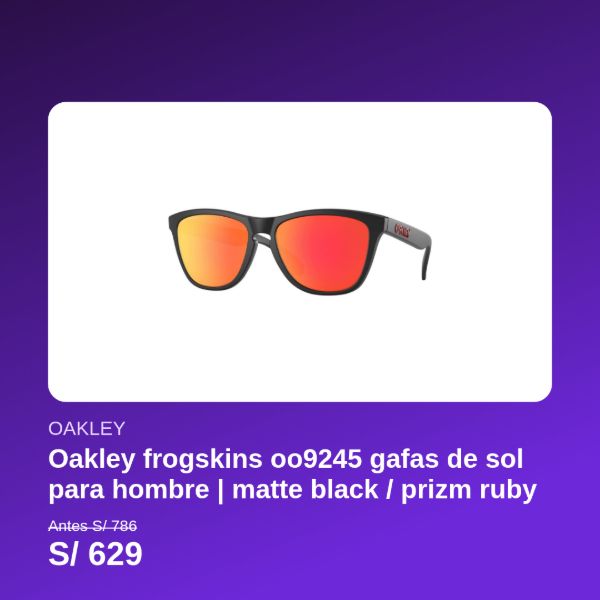 OAKLEY
Oakley frogskins oo9245 gafas de sol
para hombre | matte black / prizm ruby
Antes S/ 786
S/ 629